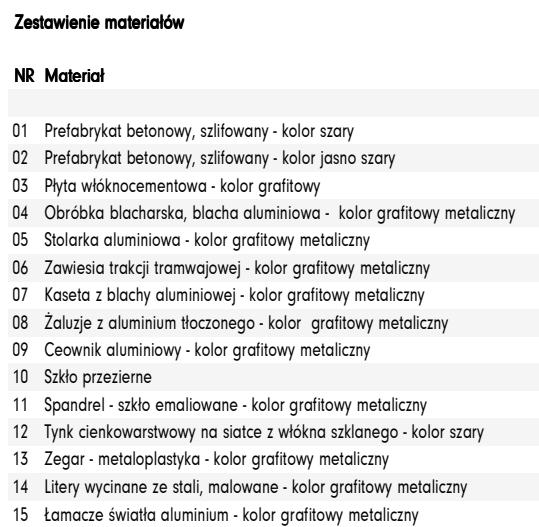 Zestawienie materiałów
NR Materiał
01 Prefabrykat betonowy, szlifowany - kolor szary
02 Prefabrykat betonowy, szlifowany - kolor jasno szary
03 Płyta włóknocementowa - kolor grafitowy
04 Obróbka blacharska, blacha aluminiowa - kolor grafitowy metaliczny
05 Stolarka aluminiowa - kolor grafitowy metaliczny
06 Zawiesia trakcji tramwajowej - kolor grafitowy metaliczny
07 Kaseta z blachy aluminiowej - kolor grafitowy metaliczny
08 Żaluzje z aluminium tłoczonego - kolor grafitowy metaliczny
09 Ceownik aluminiowy - kolor grafitowy metaliczny
10 Szkło przezierne
11 Spandrel - szkło emaliowane - kolor grafitowy metaliczny
12 Tynk cienkowarstwowy na siatce z włókna szklanego - kolor szary
13 Zegar - metaloplastyka - kolor grafitowy metaliczny
14 Litery wycinane ze stali, malowane - kolor grafitowy metaliczny
15 Łamacze światła aluminium - kolor grafitowy metaliczny